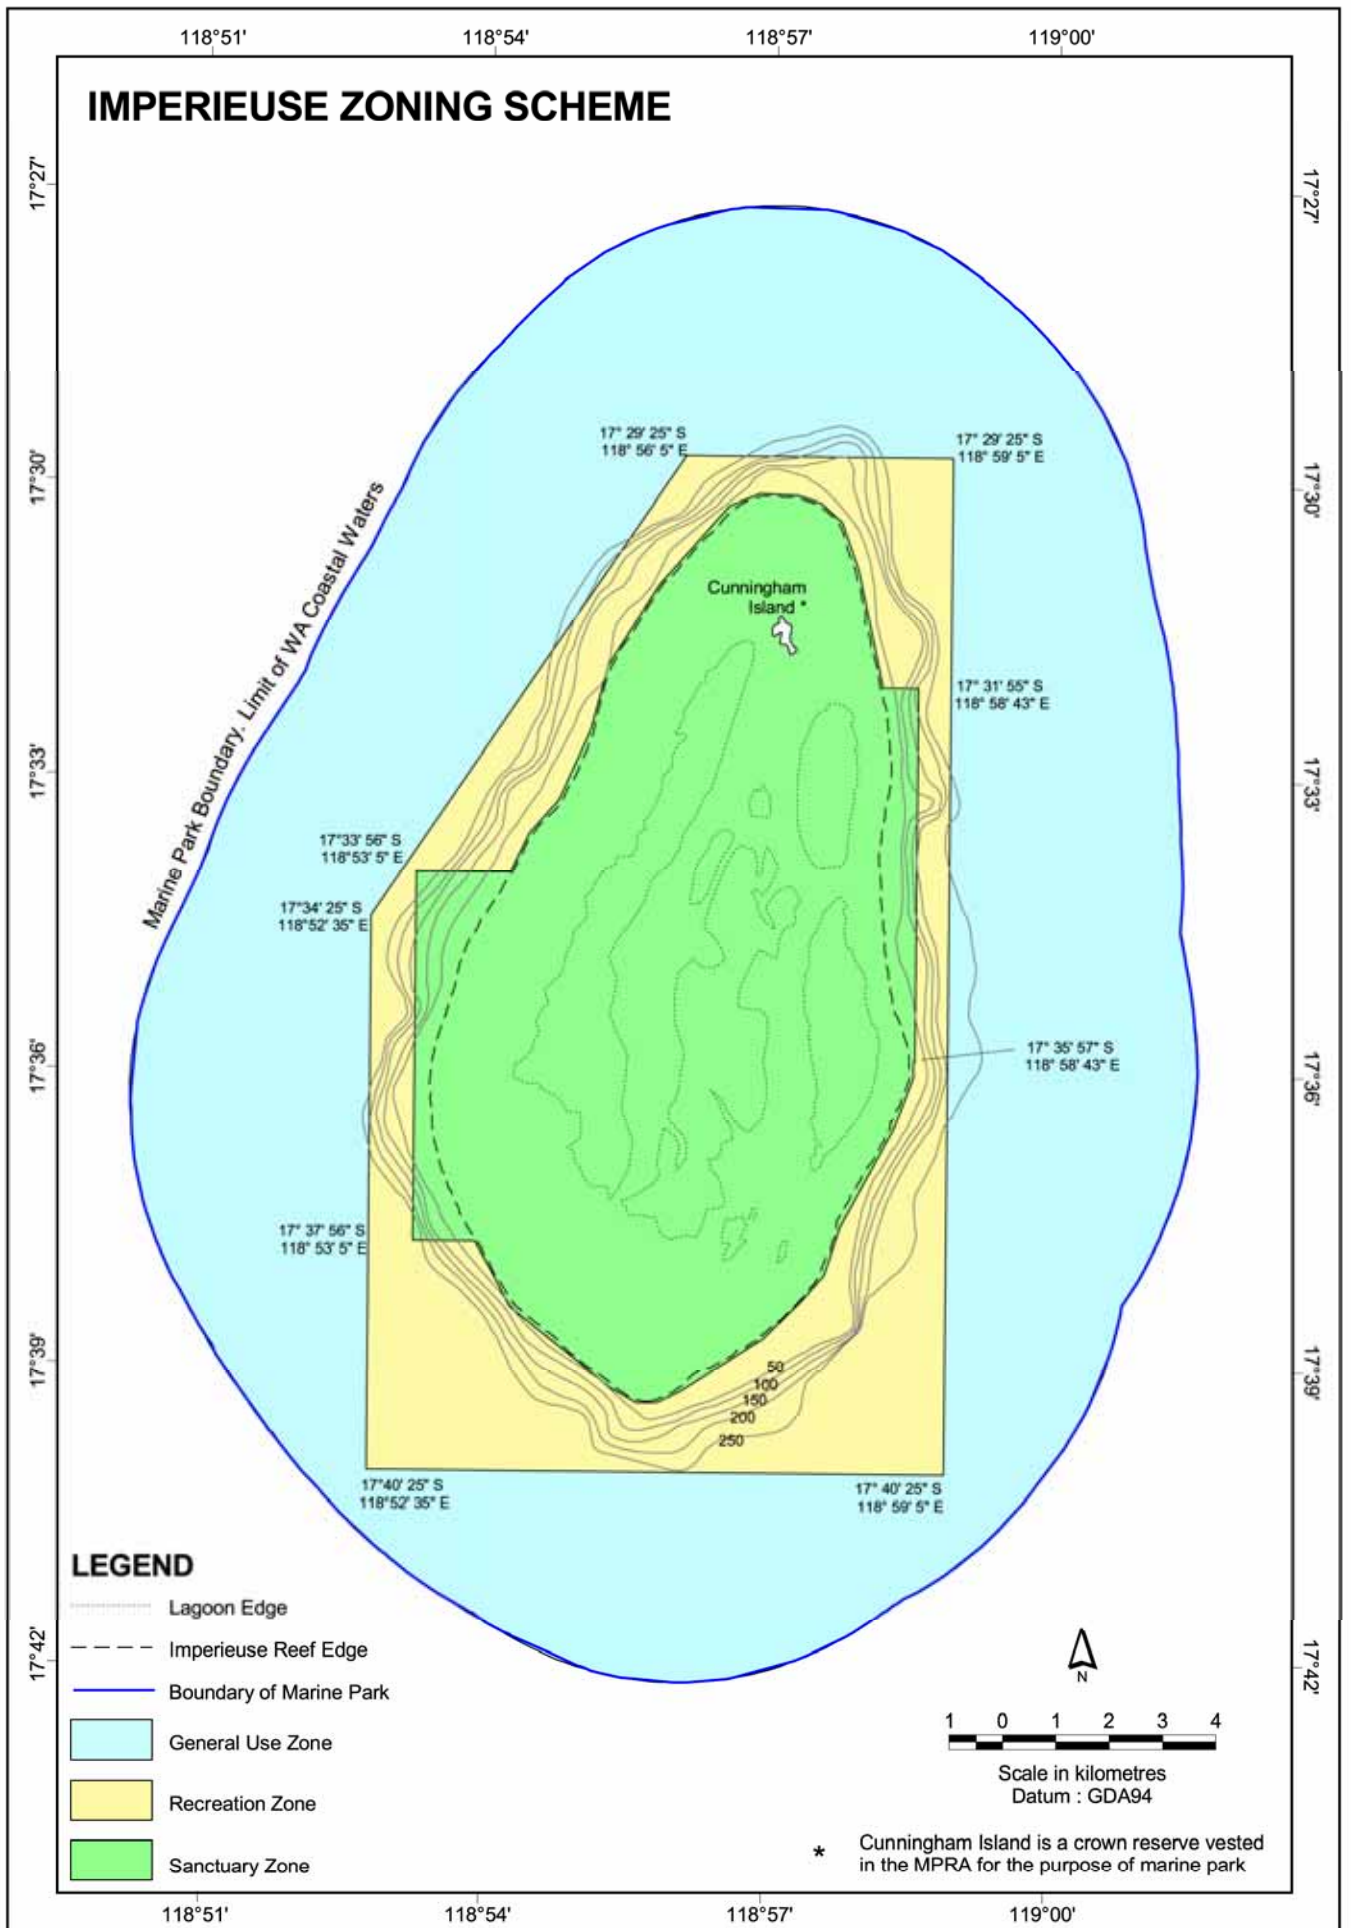 118°51'
118°54'
118°57'
119°00'
IMPERIEUSE ZONING SCHEME
17°27'
17°27'
17° 29' 25" S
118° 56' 5" E
17° 29' 25" S
118° 59' 5" E
17°30'
17°30'
Marine Park Boundary. Limit of WA Coastal Waters
Cunningham
Island *
17° 31' 55" S
118° 58' 43" E
17°33'
17°33'
17°33' 56" S
118°53' 5" E
17°34' 25" S
118°52' 35" E
17° 35' 57" S
118° 58' 43" E
17°36'
17°36'
17° 37' 56" S
118° 53' 5" E
17°39'
17°39'
50
100
150
200
250
17°40' 25" S
118°52' 35" E
17° 40' 25" S
118° 59' 5" E
LEGEND
Lagoon Edge
Imperieuse Reef Edge
Boundary of Marine Park
General Use Zone
Recreation Zone
Sanctuary Zone
17°42'
17°42'
N
1 0 1 2 3 4
Scale in kilometres
Datum : GDA94
* Cunningham Island is a crown reserve vested
in the MPRA for the purpose of marine park
118°51'
118°54'
118°57'
119°00'